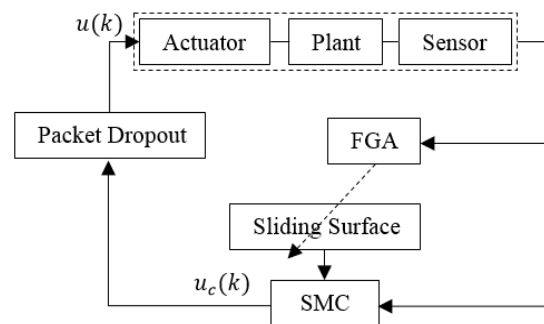 u(k)
Actuator
Plant
Sensor
Packet Dropout
FGA
Sliding Surface
u_c(k)
SMC